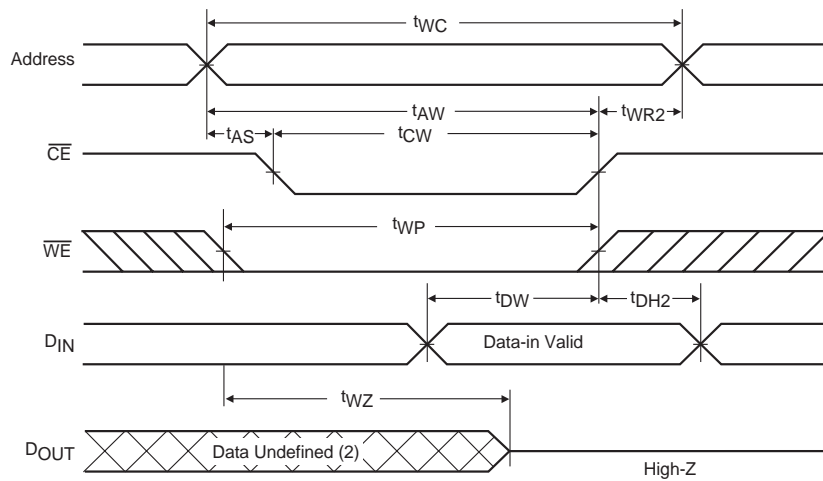 tWC
Address
tAW
tWR2
tAS
tCW
CE
tWP
WE
tDW
tDH2
DIN
Data-in Valid
tWZ
DOUT
Data Undefined (2)
High-Z